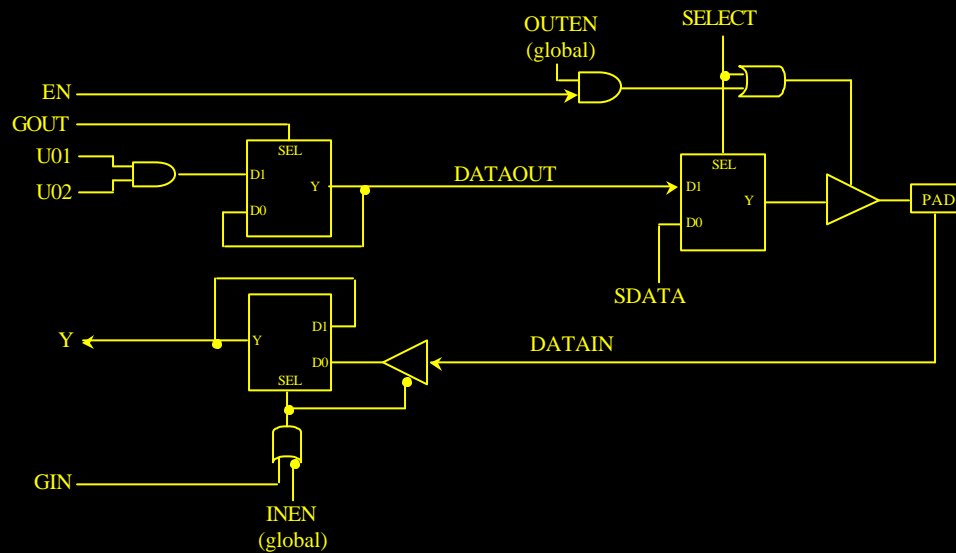 OUTEN
(global)
SELECT
EN
GOUT
U01
U02
SEL
D1
Y
D0
DATAOUT
SEL
D1
Y
D0
PAD
SDATA
Y
Y
D1
D0
SEL
DATAIN
GIN
INEN
(global)